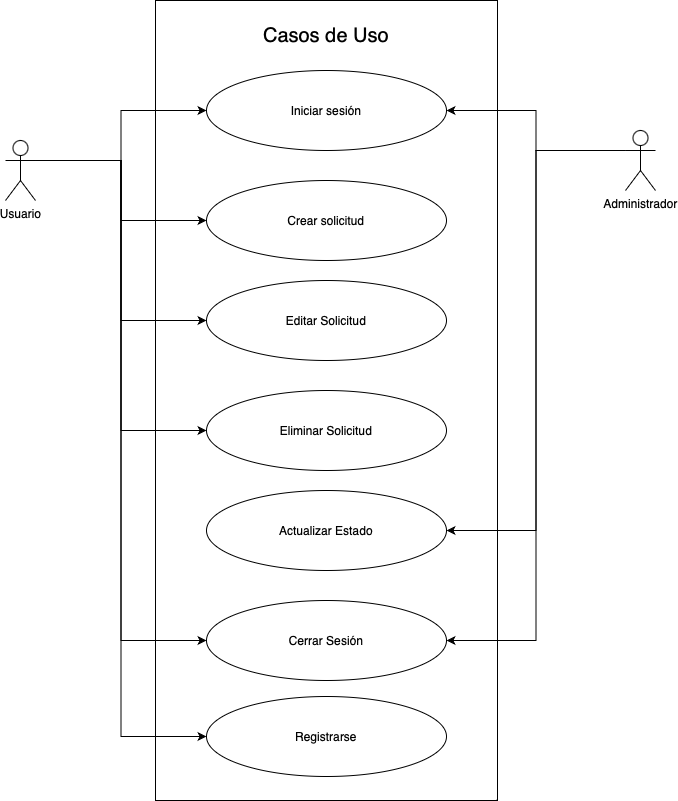 Casos de Uso
Iniciar sesión
Usuario
Administrador
Crear solicitud
Editar Solicitud
Eliminar Solicitud
Actualizar Estado
Cerrar Sesión
Registrarse